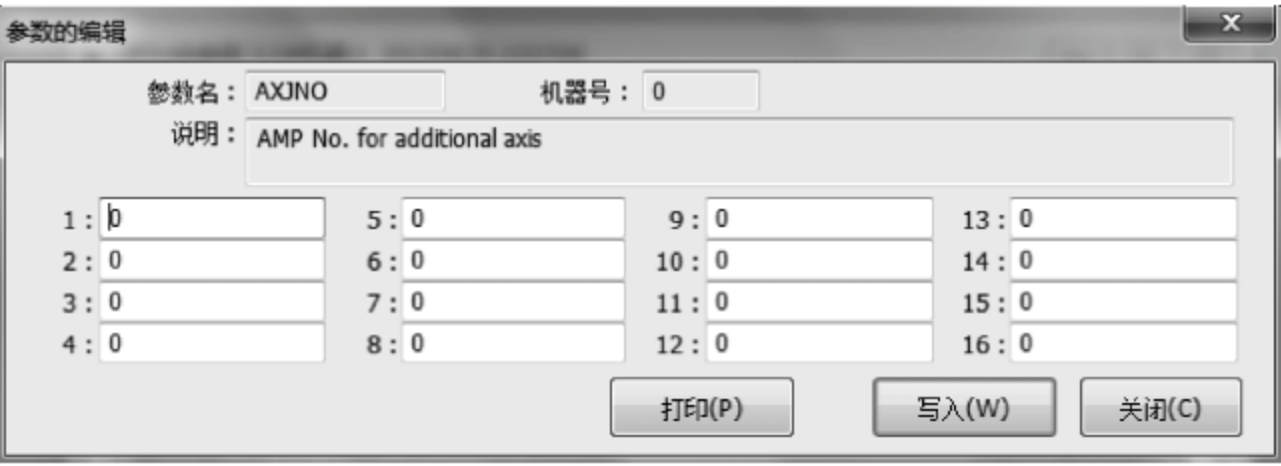 参数的编辑
X
参数名： AXJNO 机器号： 0
说明： AMP No. for additional axis
1： 0 5： 0 9： 0 13： 0
2： 0 6： 0 10： 0 14： 0
3： 0 7： 0 11： 0 15： 0
4： 0 8： 0 12： 0 16： 0
打印(P) 写入(W) 关闭(C)